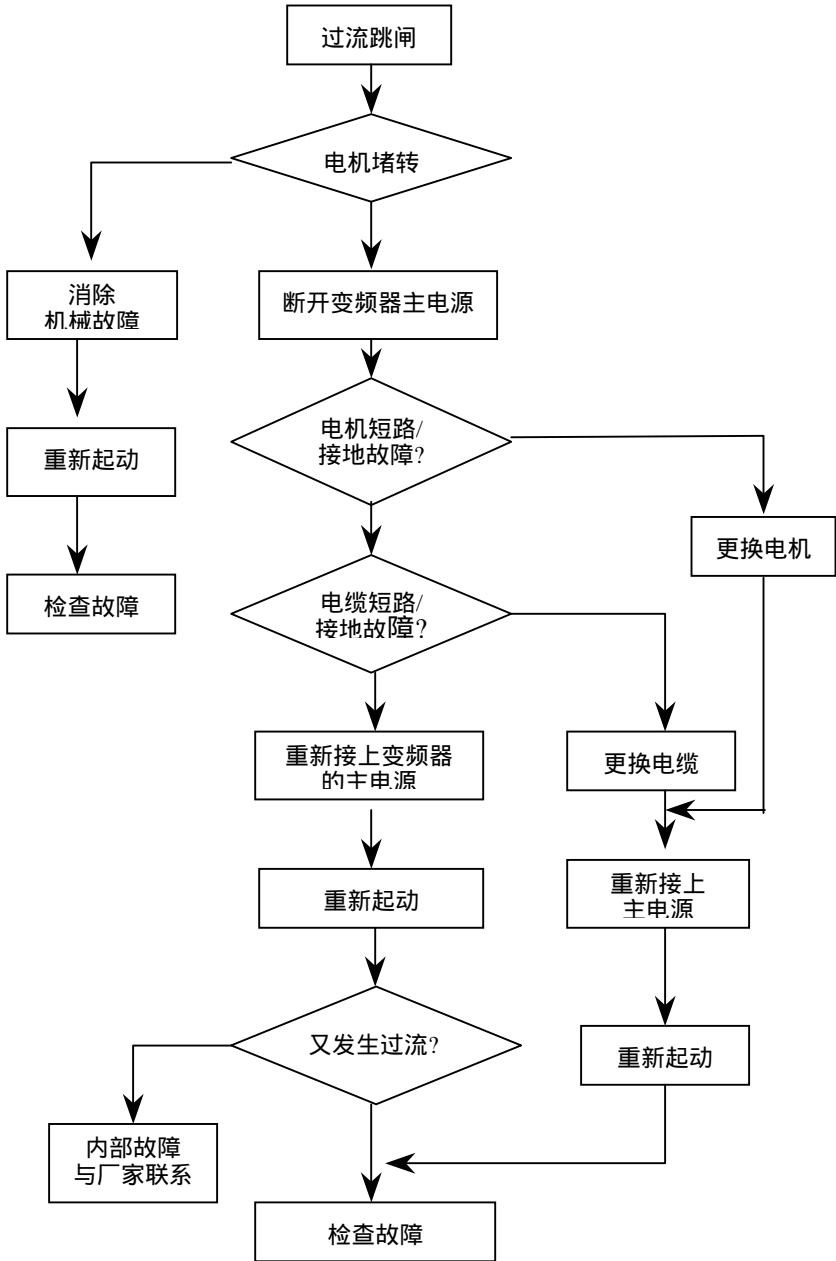 过流跳闸
电机堵转
消除
机械故障
断开变频器主电源
电机短路/
接地故障?
重新起动
更换电机
检查故障
电缆短路/
接地故障?
重新接上变频器
的主电源
更换电缆
重新起动
重新接上
主电源
又发生过流?
重新起动
内部故障
与厂家联系
检查故障